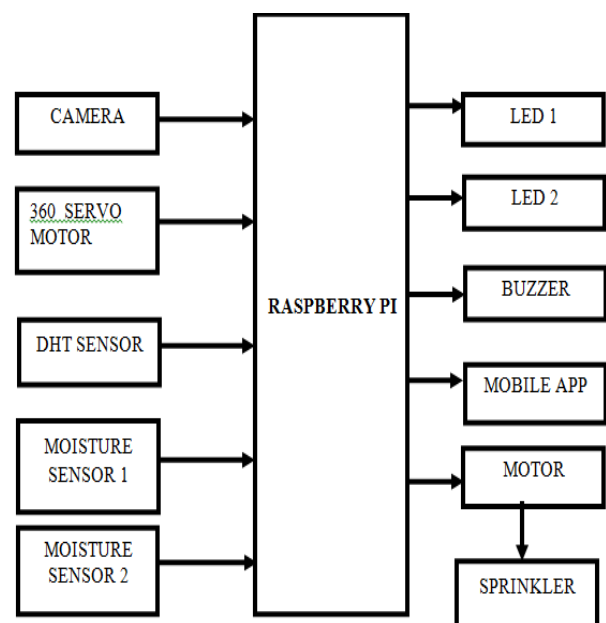 CAMERA
360 SERVO
MOTOR
DHT SENSOR
MOISTURE
SENSOR 1
MOISTURE
SENSOR 2
RASPBERRY PI
LED 1
LED 2
BUZZER
MOBILE APP
MOTOR
SPRINKLER